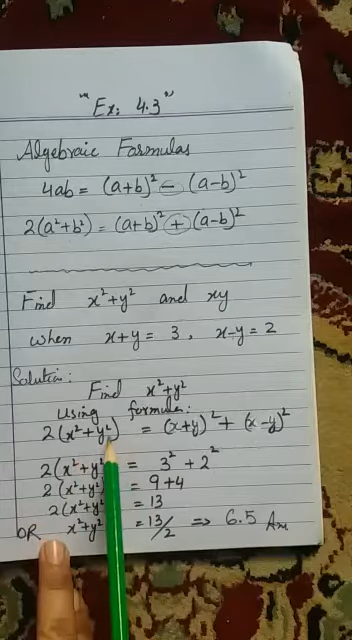 "Ex: 4.3"
Algebraic Formulas
4ab = (a+b)² - (a-b)²
2(a²+b²) = (a+b)² + (a-b)²
Find x²+y² and xy
when x+y = 3, x-y = 2
Solution:
Find x²+y²
Using formula:
2(x²+y²) = (x+y)² + (x-y)²
2(x²+y²) = 3² + 2²
2(x²+y²) = 9+4
2(x²+y² = 13
OR x²+y² = 13/2 => 6.5 Ans